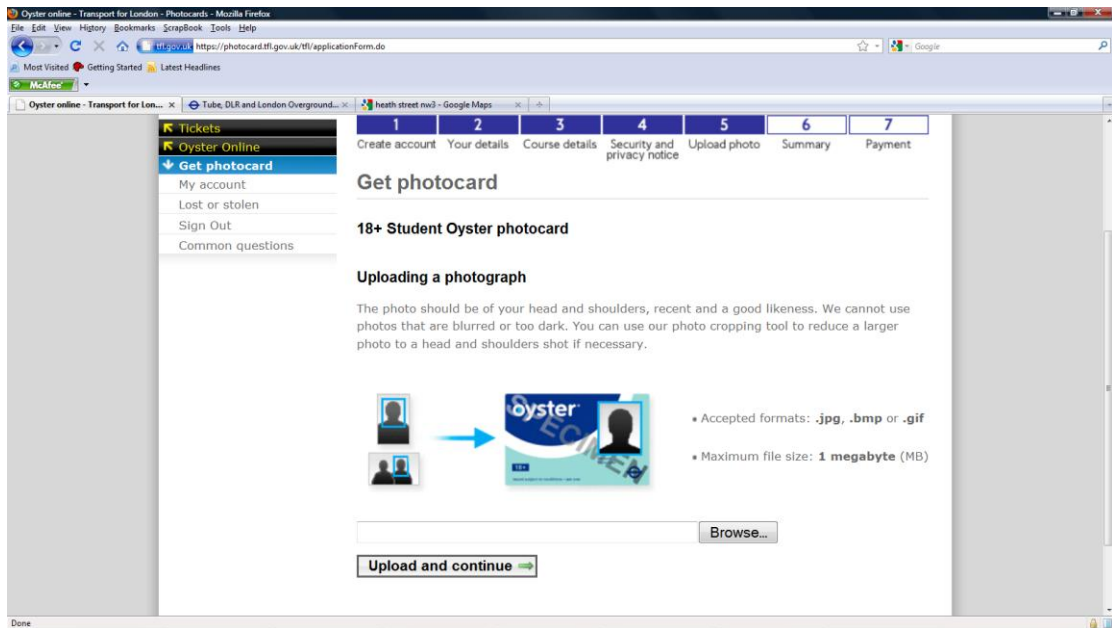 Oyster online - Transport for London - Photocards - Mozilla Firefox
File Edit View History Bookmarks ScrapBook Tools Help
tfl.gov.uk https://photocard.tfl.gov.uk/tfl/applicationForm.do
Google
Most Visited Getting Started Latest Headlines
McAfee
Oyster online - Transport for Lon... Tube, DLR and London Overground... heath street nw3 - Google Maps
Tickets
Oyster Online
Get photocard
My account
Lost or stolen
Sign Out
Common questions
1 2 3 4 5 6 7
Create account Your details Course details Security and privacy notice Upload photo Summary Payment
Get photocard
18+ Student Oyster photocard
Uploading a photograph
The photo should be of your head and shoulders, recent and a good likeness. We cannot use
photos that are blurred or too dark. You can use our photo cropping tool to reduce a larger
photo to a head and shoulders shot if necessary.
oyster
SPECIMEN
18+
• Accepted formats: .jpg, .bmp or .gif
• Maximum file size: 1 megabyte (MB)
Browse...
Upload and continue
Done